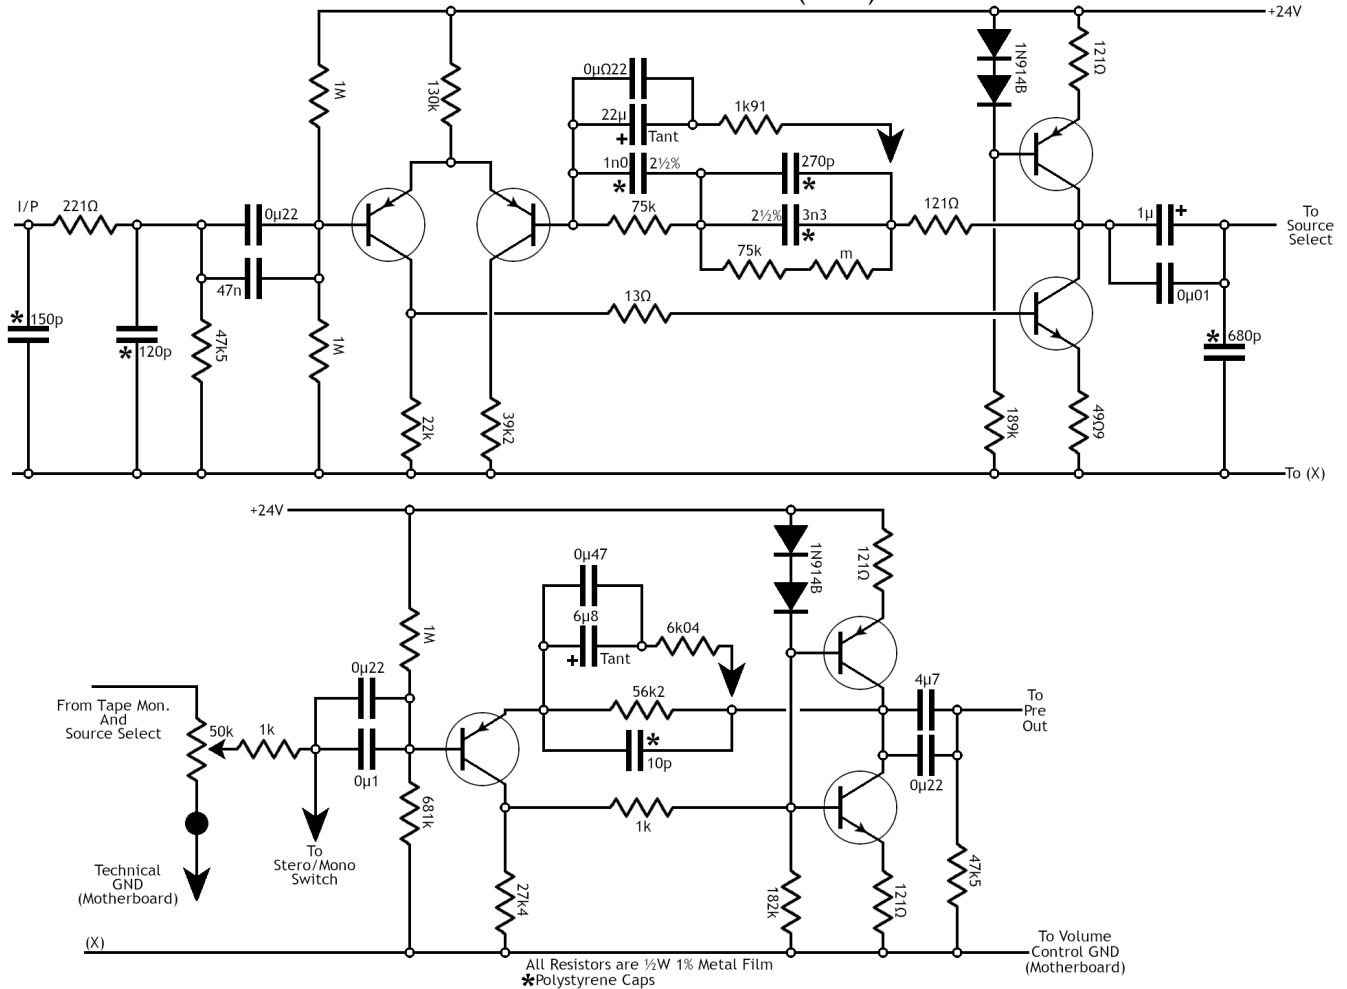 +24V
1M
130k
0µΩ22
22µ
+
Tant
1k91
1N914B
121Ω
1n0
2½%
*
270p
*
I/P
221Ω
0µ22
75k
2½%
3n3
*
121Ω
1µ
+
To
Source
Select
47n
75k
m
0µ01
13Ω
*
150p
*
120p
47k5
1M
*
680p
22k
39k2
189k
49Ω9
To (X)
+24V
0µ47
1N914B
121Ω
6µ8
+
Tant
6k04
1M
0µ22
56k2
4µ7
To
Pre
Out
From Tape Mon.
And
Source Select
50k
1k
*
10p
0µ1
0µ22
681k
1k
To
Stero/Mono
Switch
Technical
GND
(Motherboard)
27k4
182k
121Ω
47k5
(X)
To Volume
Control GND
(Motherboard)
All Resistors are ½W 1% Metal Film
*Polystyrene Caps